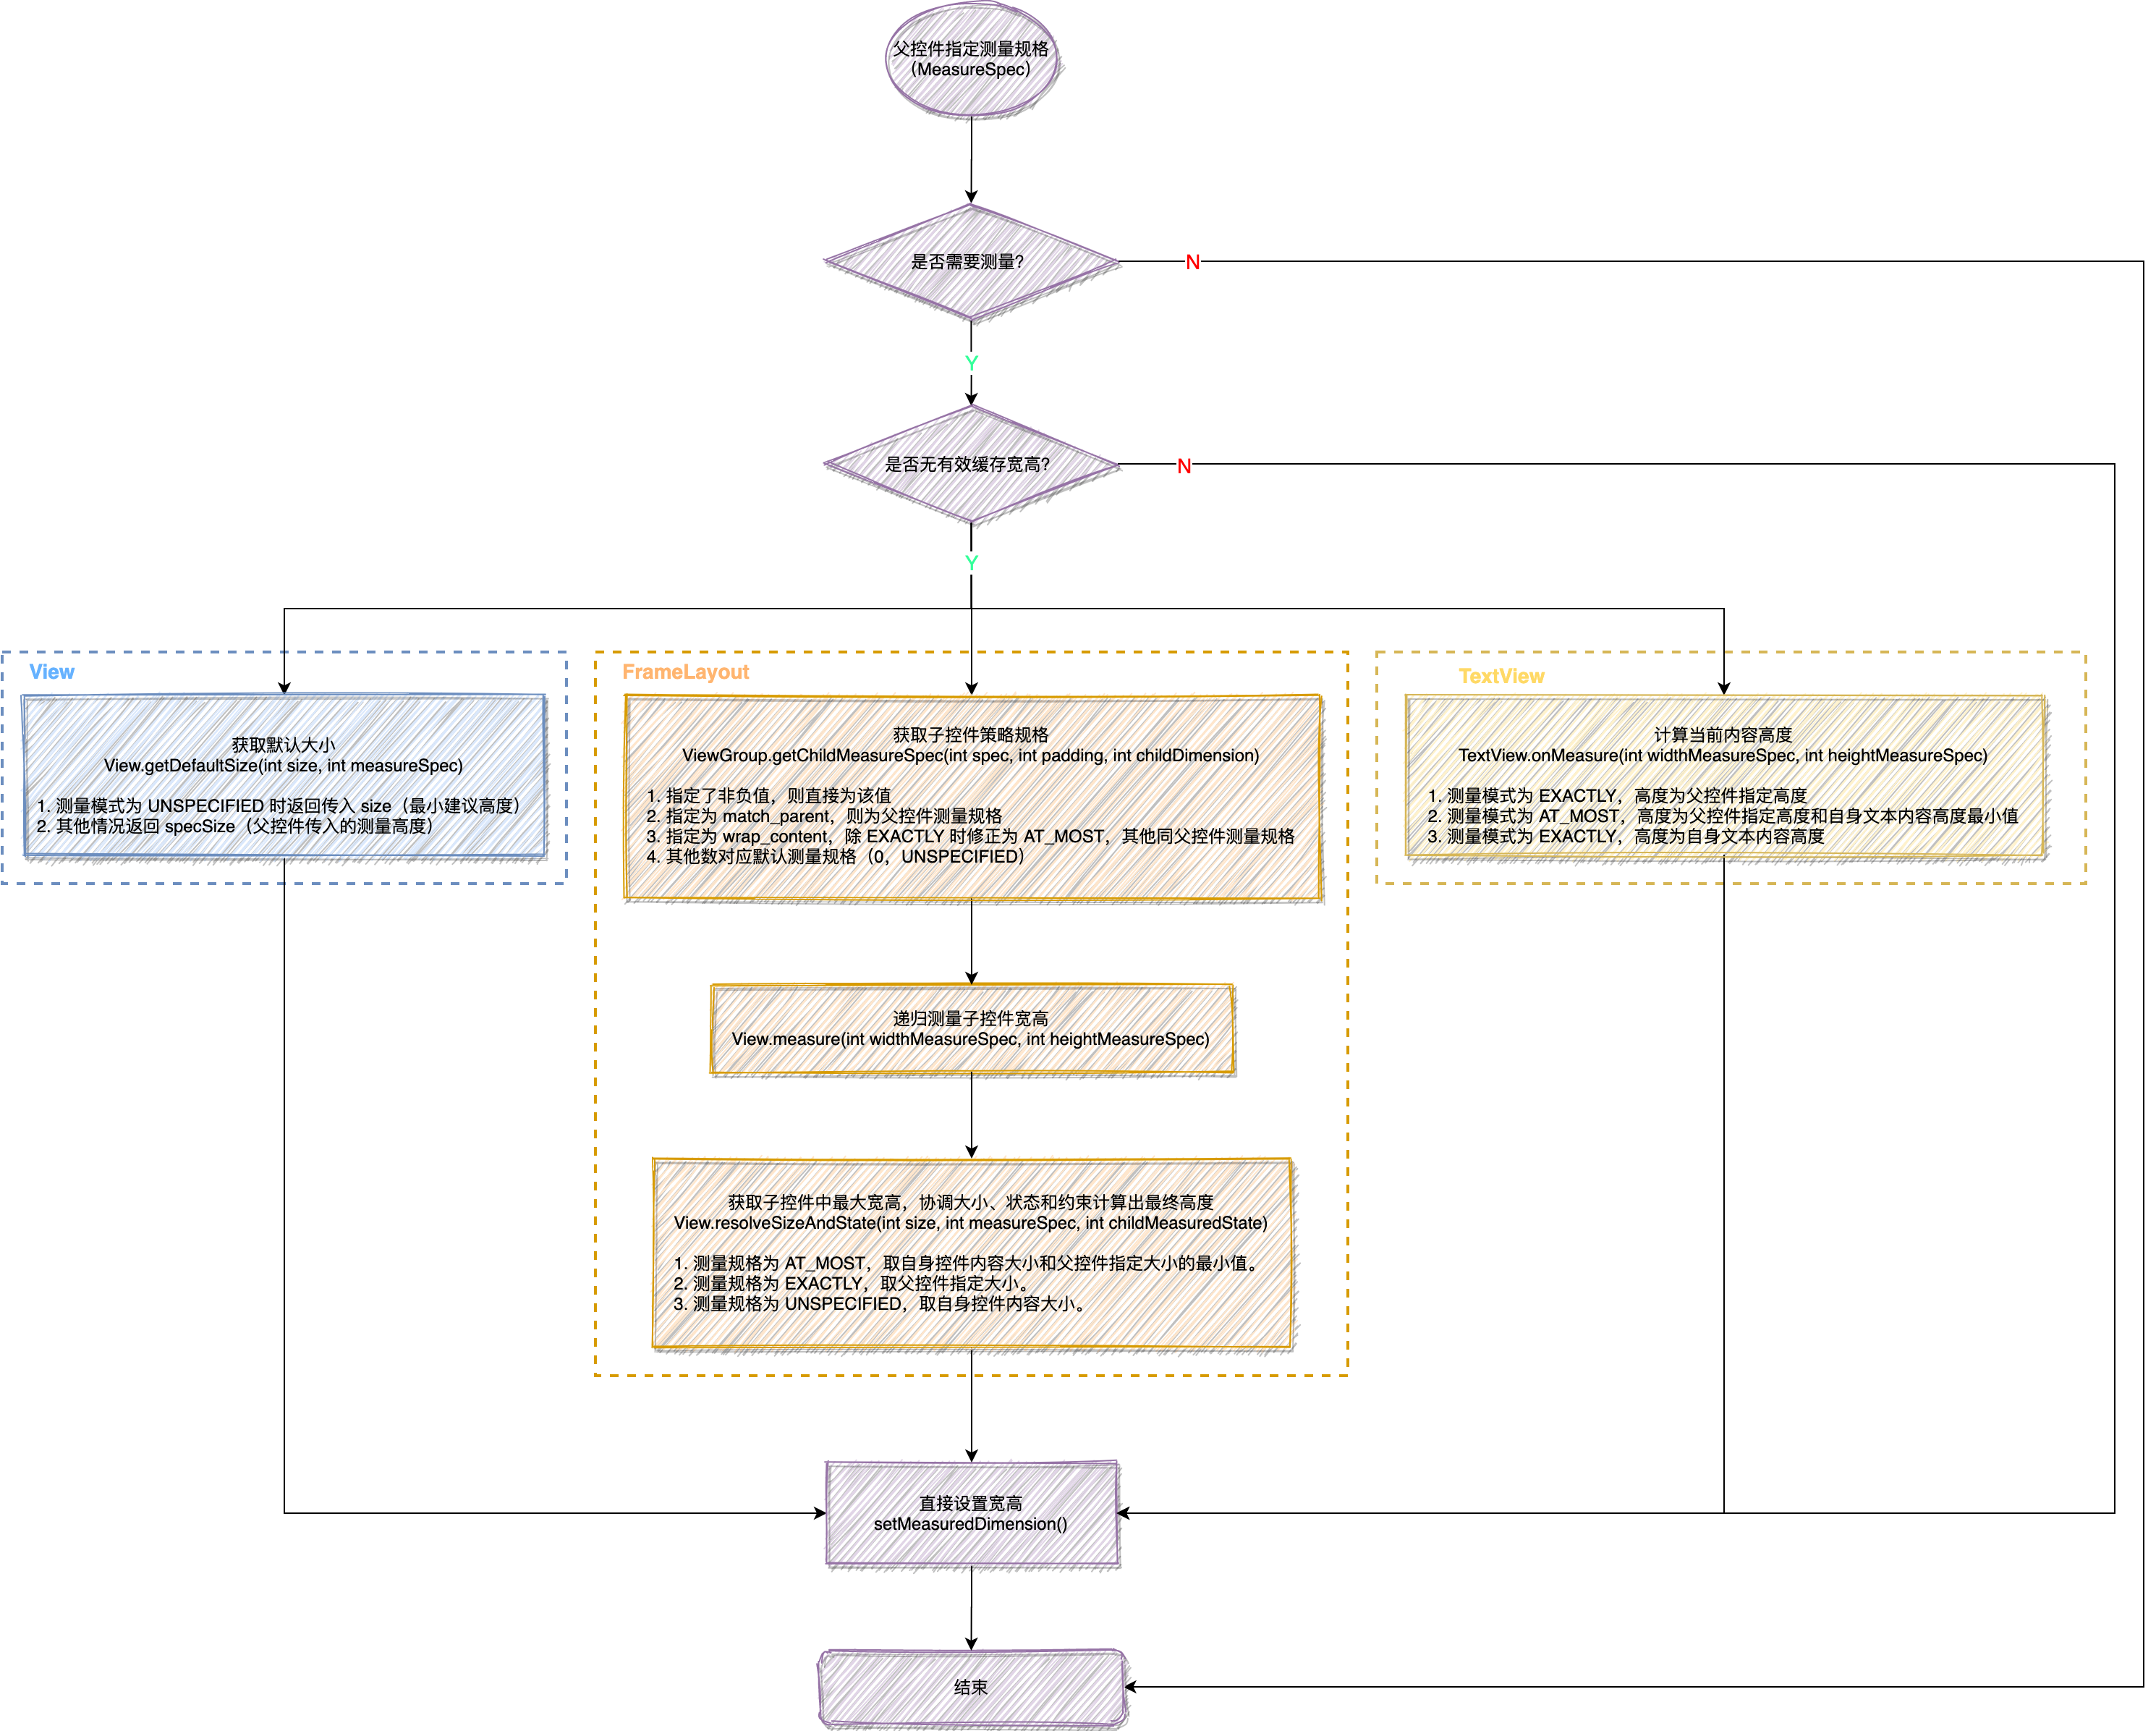 父控件指定测量规格
（MeasureSpec）
是否需要测量?
N
Y
是否无有效缓存宽高?
N
Y
View
获取默认大小
View.getDefaultSize(int size, int measureSpec)
1. 测量模式为 UNSPECIFIED 时返回传入 size（最小建议高度）
2. 其他情况返回 specSize（父控件传入的测量高度）
FrameLayout
获取子控件策略规格
ViewGroup.getChildMeasureSpec(int spec, int padding, int childDimension)
1. 指定了非负值，则直接为该值
2. 指定为 match_parent，则为父控件测量规格
3. 指定为 wrap_content，除 EXACTLY 时修正为 AT_MOST，其他同父控件测量规格
4. 其他数对应默认测量规格（0，UNSPECIFIED）
递归测量子控件宽高
View.measure(int widthMeasureSpec, int heightMeasureSpec)
获取子控件中最大宽高，协调大小、状态和约束计算出最终高度
View.resolveSizeAndState(int size, int measureSpec, int childMeasuredState)
1. 测量规格为 AT_MOST，取自身控件内容大小和父控件指定大小的最小值。
2. 测量规格为 EXACTLY，取父控件指定大小。
3. 测量规格为 UNSPECIFIED，取自身控件内容大小。
TextView
计算当前内容高度
TextView.onMeasure(int widthMeasureSpec, int heightMeasureSpec)
1. 测量模式为 EXACTLY，高度为父控件指定高度
2. 测量模式为 AT_MOST，高度为父控件指定高度和自身文本内容高度最小值
3. 测量模式为 EXACTLY，高度为自身文本内容高度
直接设置宽高
setMeasuredDimension()
结束